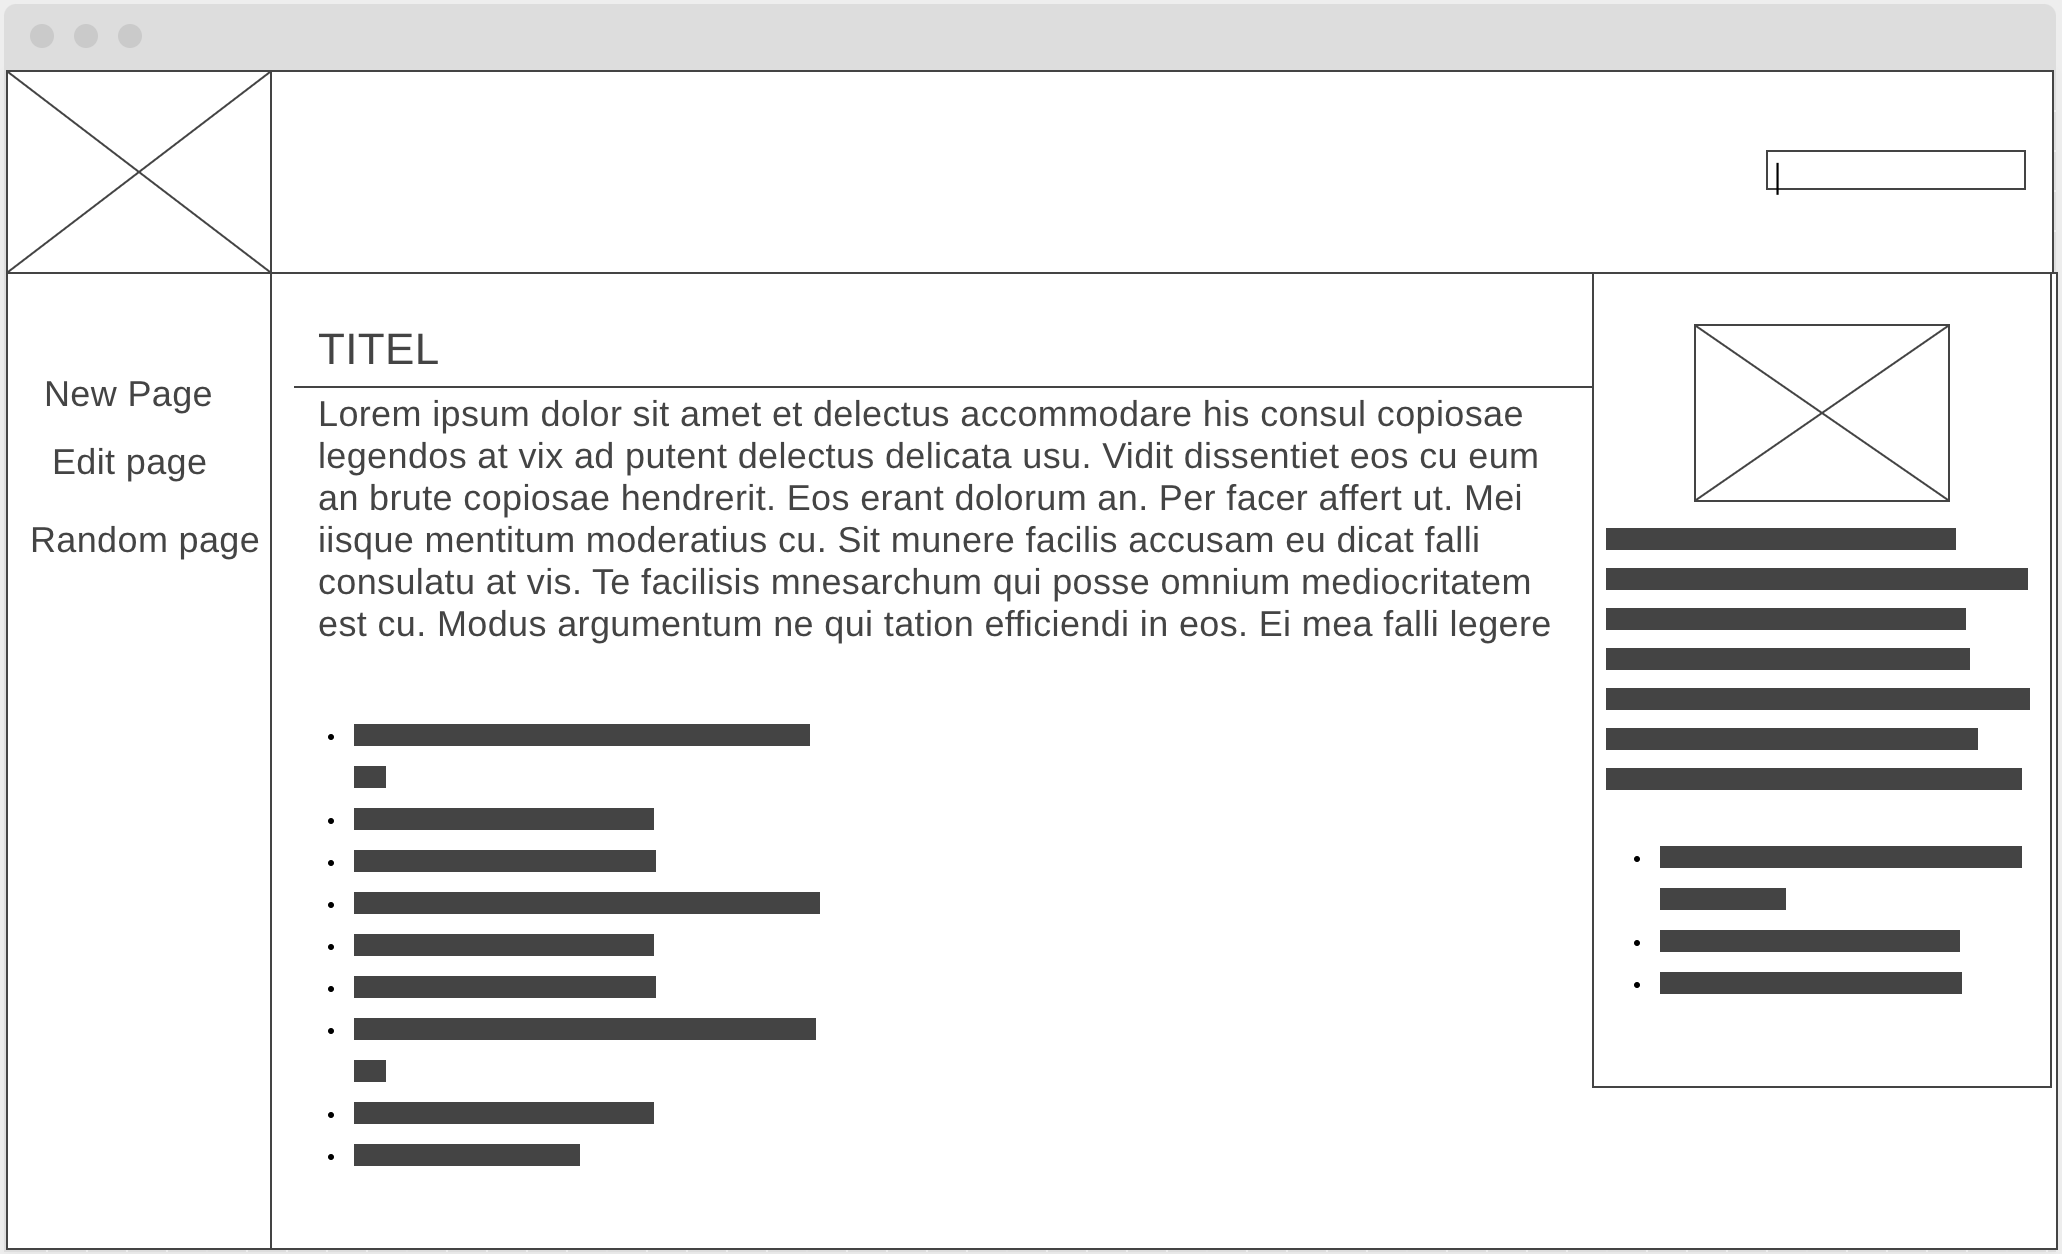 TITEL
New Page
Edit page
Random page
Lorem ipsum dolor sit amet et delectus accommodare his consul copiosae
legendos at vix ad putent delectus delicata usu. Vidit dissentiet eos cu eum
an brute copiosae hendrerit. Eos erant dolorum an. Per facer affert ut. Mei
iisque mentitum moderatius cu. Sit munere facilis accusam eu dicat falli
consulatu at vis. Te facilisis mnesarchum qui posse omnium mediocritatem
est cu. Modus argumentum ne qui tation efficiendi in eos. Ei mea falli legere